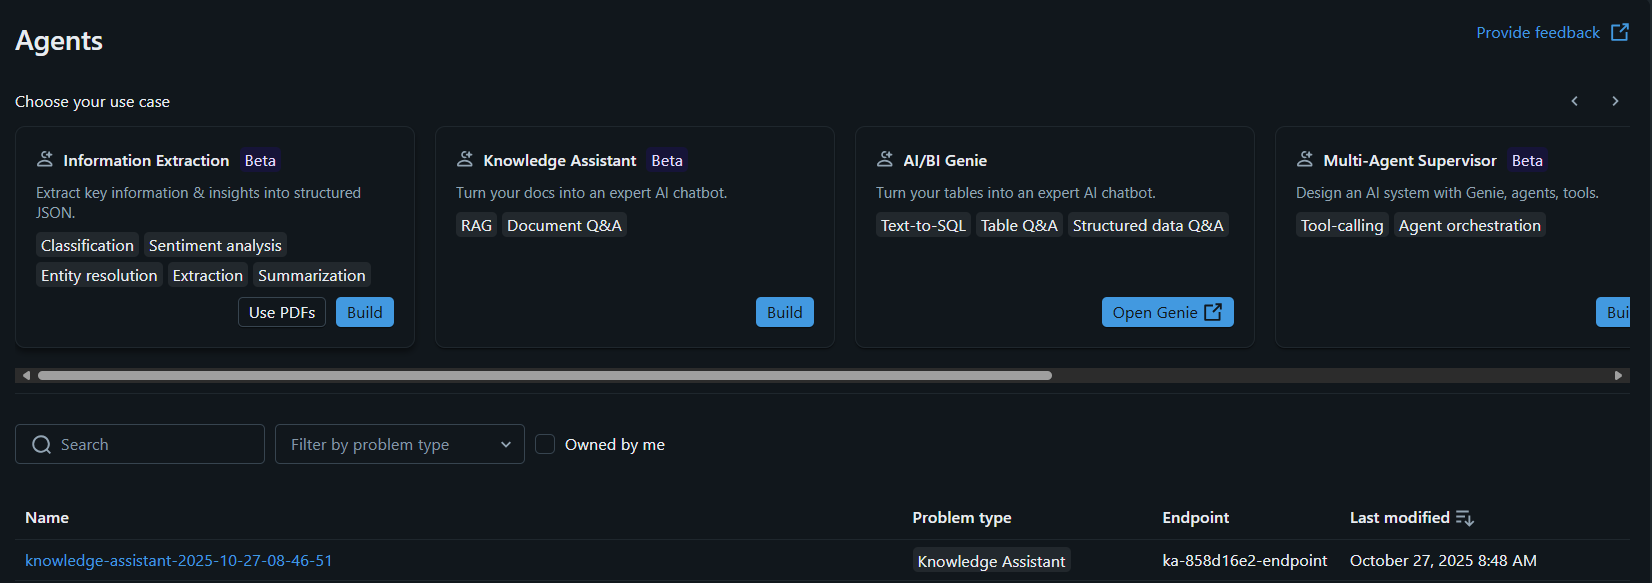 Agents
Provide feedback
Choose your use case
Information Extraction Beta
Extract key information & insights into structured
JSON.
Classification Sentiment analysis
Entity resolution Extraction Summarization
Use PDFs Build
Knowledge Assistant Beta
Turn your docs into an expert AI chatbot.
RAG Document Q&A
Build
AI/BI Genie
Turn your tables into an expert AI chatbot.
Text-to-SQL Table Q&A Structured data Q&A
Open Genie
Multi-Agent Supervisor Beta
Design an AI system with Genie, agents, tools.
Tool-calling Agent orchestration
Bui
Search Filter by problem type Owned by me
Name Problem type Endpoint Last modified
knowledge-assistant-2025-10-27-08-46-51 Knowledge Assistant ka-858d16e2-endpoint October 27, 2025 8:48 AM